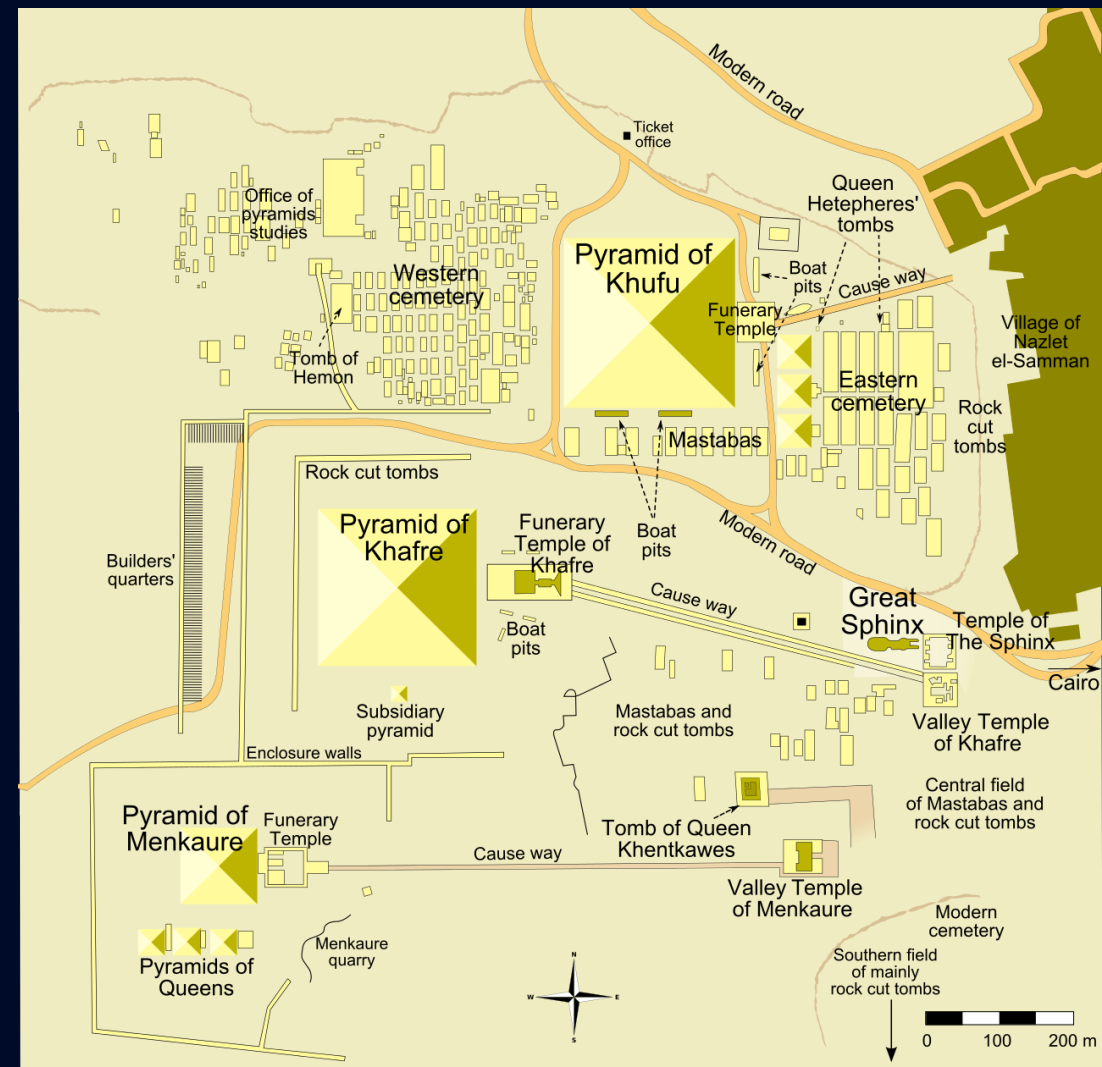 Modern road
Ticket
office
Queen
Hetepheres'
tombs
Office of
pyramids
studies
Pyramid of
Khufu
Western
cemetery
Boat
pits
Cause way
Funerary
Temple
Village of
Nazlet
el-Samman
Tomb of
Hemon
Eastern
cemetery
Rock
cut
tombs
Mastabas
Rock cut tombs
Pyramid of
Khafre
Funerary
Temple of
Khafre
Boat
pits
Modern road
Builders'
quarters
Cause way
Great
Sphinx
Temple of
The Sphinx
Boat
pits
Cairo
Subsidiary
pyramid
Mastabas and
rock cut tombs
Valley Temple
of Khafre
Enclosure walls
Central field
of Mastabas and
rock cut tombs
Pyramid of
Menkaure
Funerary
Temple
Tomb of Queen
Khentkawes
Cause way
Valley Temple
of Menkaure
Modern
cemetery
Menkaure
quarry
Pyramids of
Queens
Southern field
of mainly
rock cut tombs
N
W
E
S
0 100 200 m